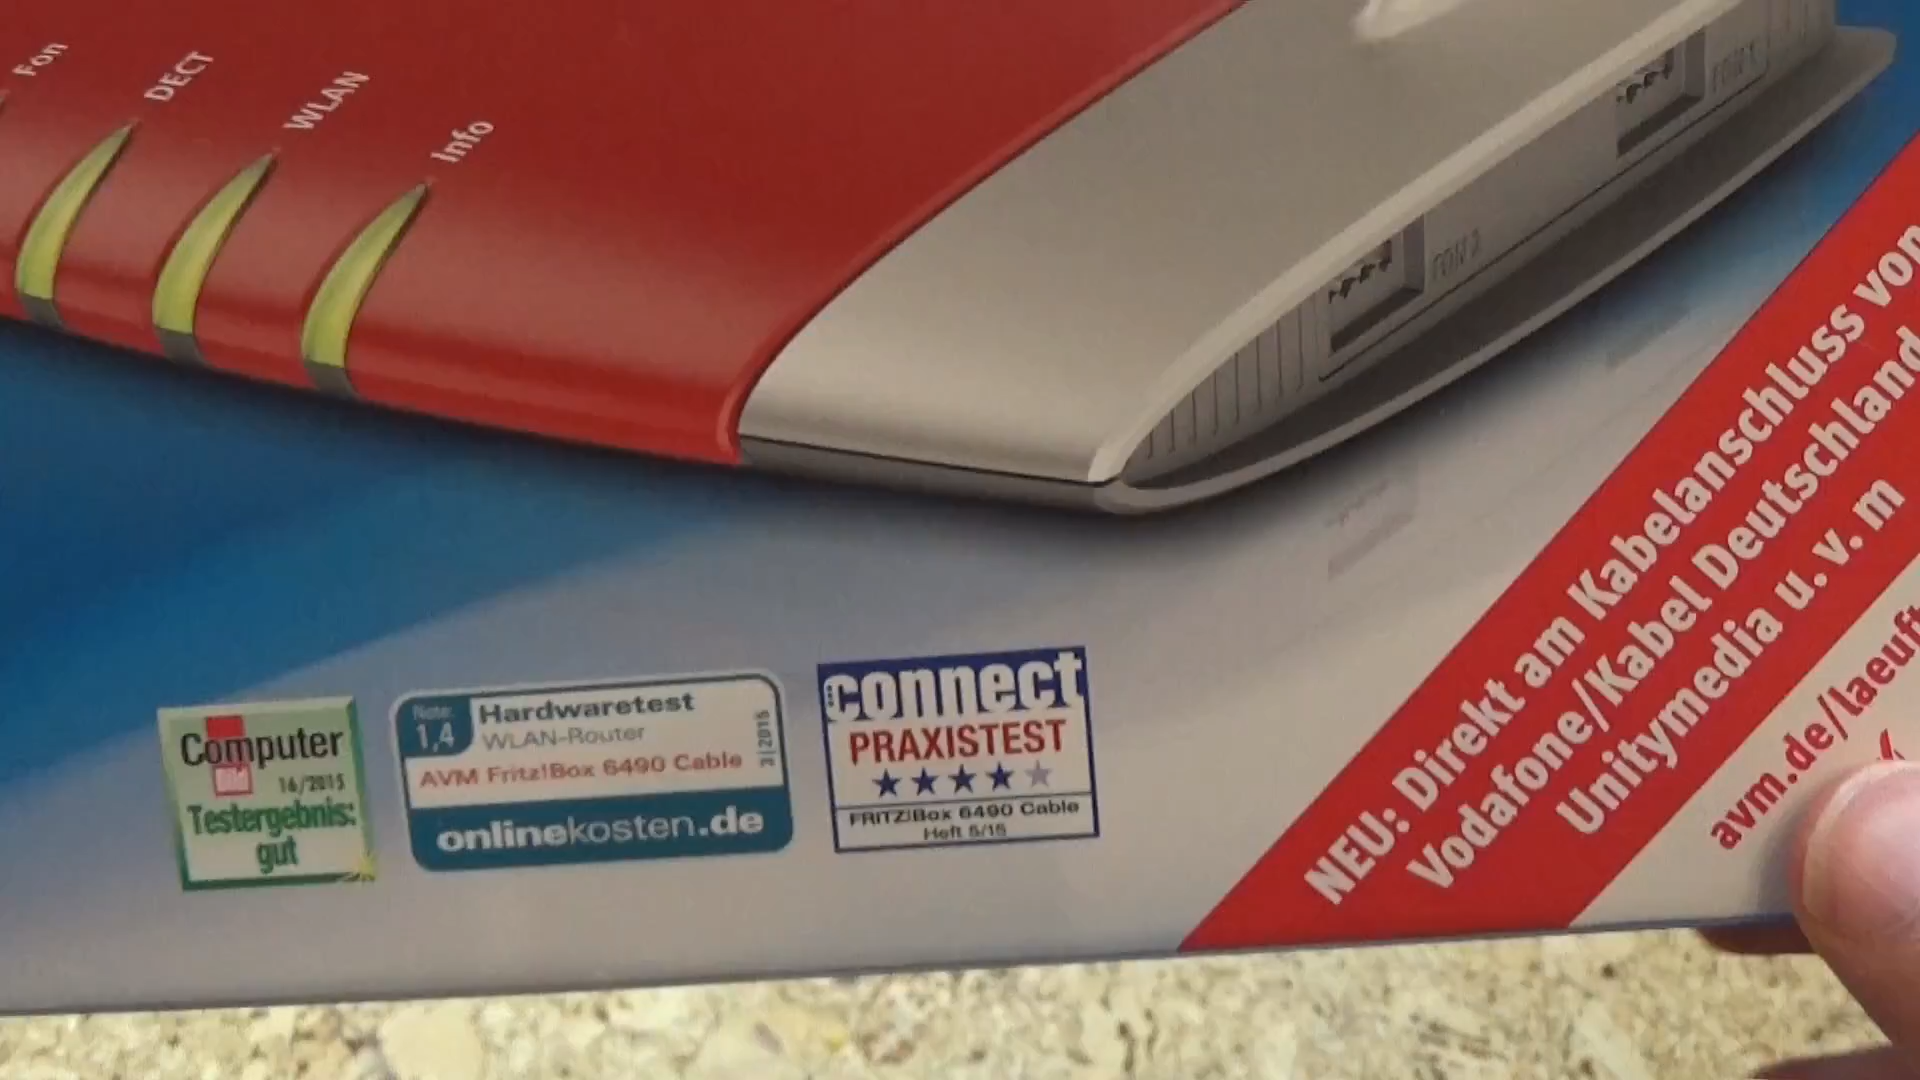 Fon
DECT
WLAN
Info
FON 2
NEU: Direkt am Kabelanschluss von
Vodafone/Kabel Deutschland
Unitymedia u. v. m
avm.de/laeuft
Computer
Bild
16/2015
Testergebnis:
gut
Note:
1,4
Hardwaretest
WLAN-Router
AVM Fritz!Box 6490 Cable
3|2015
onlinekosten.de
connect
PRAXISTEST
FRITZ!Box 6490 Cable
Heft 5/15